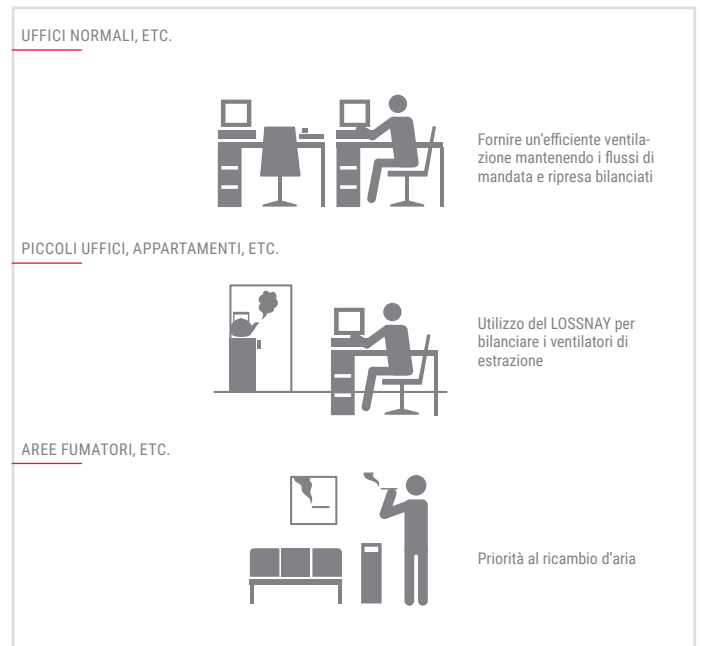 UFFICI NORMALI, ETC.
Fornire un'efficiente ventila-
zione mantenendo i flussi di
mandata e ripresa bilanciati
PICCOLI UFFICI, APPARTAMENTI, ETC.
Utilizzo del LOSSNAY per
bilanciare i ventilatori di
estrazione
AREE FUMATORI, ETC.
Priorità al ricambio d'aria